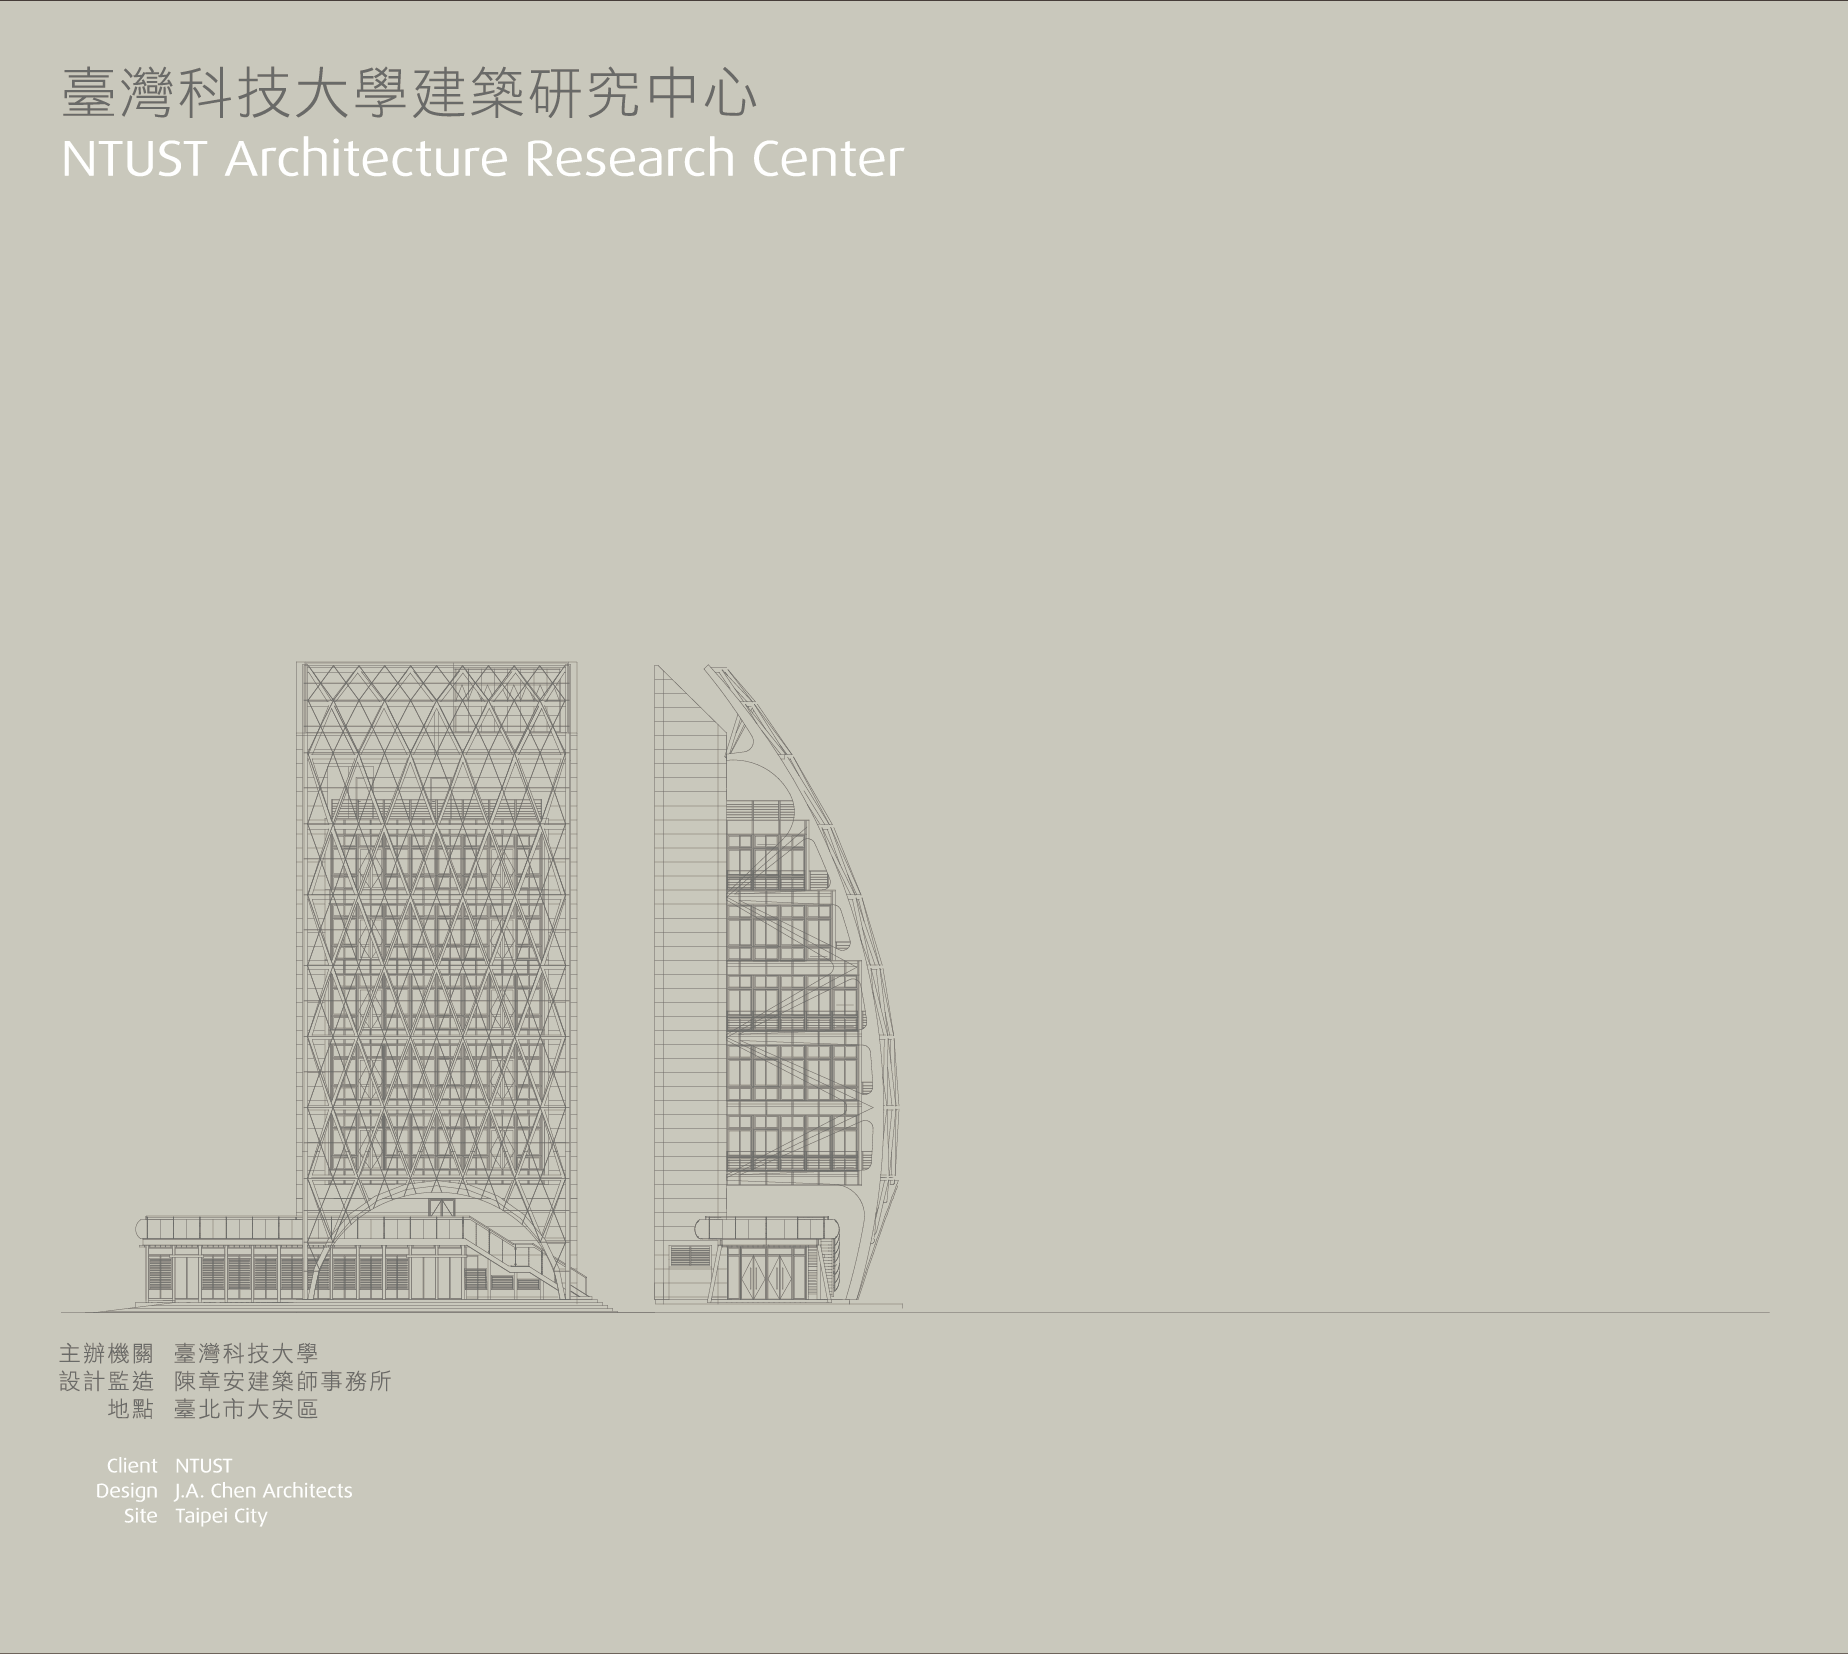 臺灣科技大學建築研究中心
NTUST Architecture Research Center
主辦機關 臺灣科技大學
設計監造 陳章安建築師事務所
地點 臺北市大安區
Client NTUST
Design J.A. Chen Architects
Site Taipei City